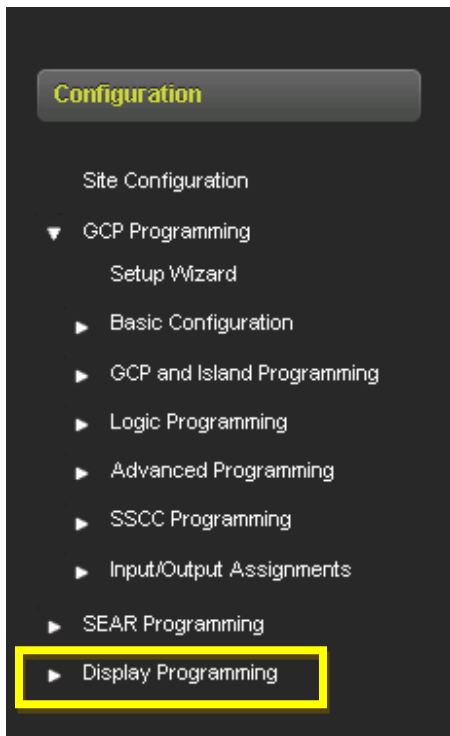 Configuration
Site Configuration
GCP Programming
Setup Wizard
Basic Configuration
GCP and Island Programming
Logic Programming
Advanced Programming
SSCC Programming
Input/Output Assignments
SEAR Programming
Display Programming